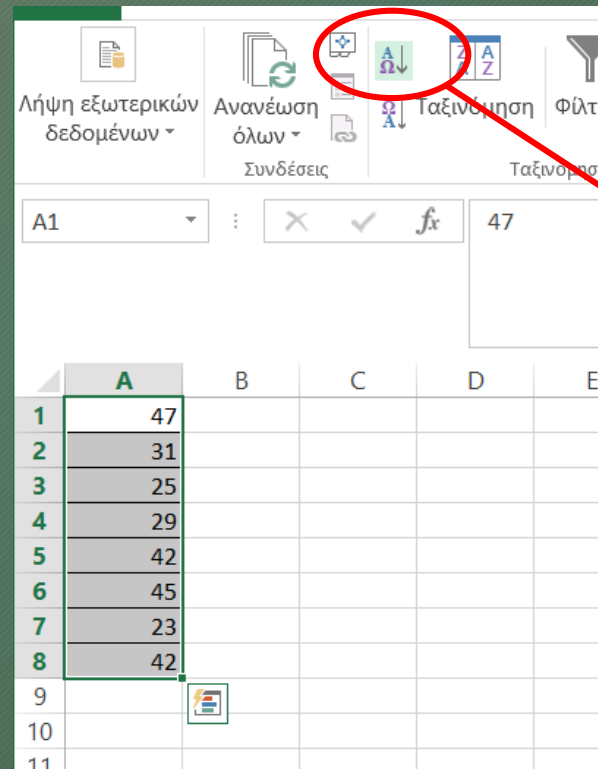 Α
Ω
Ζ Α
Α Ζ
Λήψη εξωτερικών
δεδομένων
Ανανέωση
όλων
Ω
Α
Ταξινόμηση
Φίλτ
Συνδέσεις
Ταξινόμησ
A1
fx
47
A B C D E
1 47
2 31
3 25
4 29
5 42
6 45
7 23
8 42
9
10
11